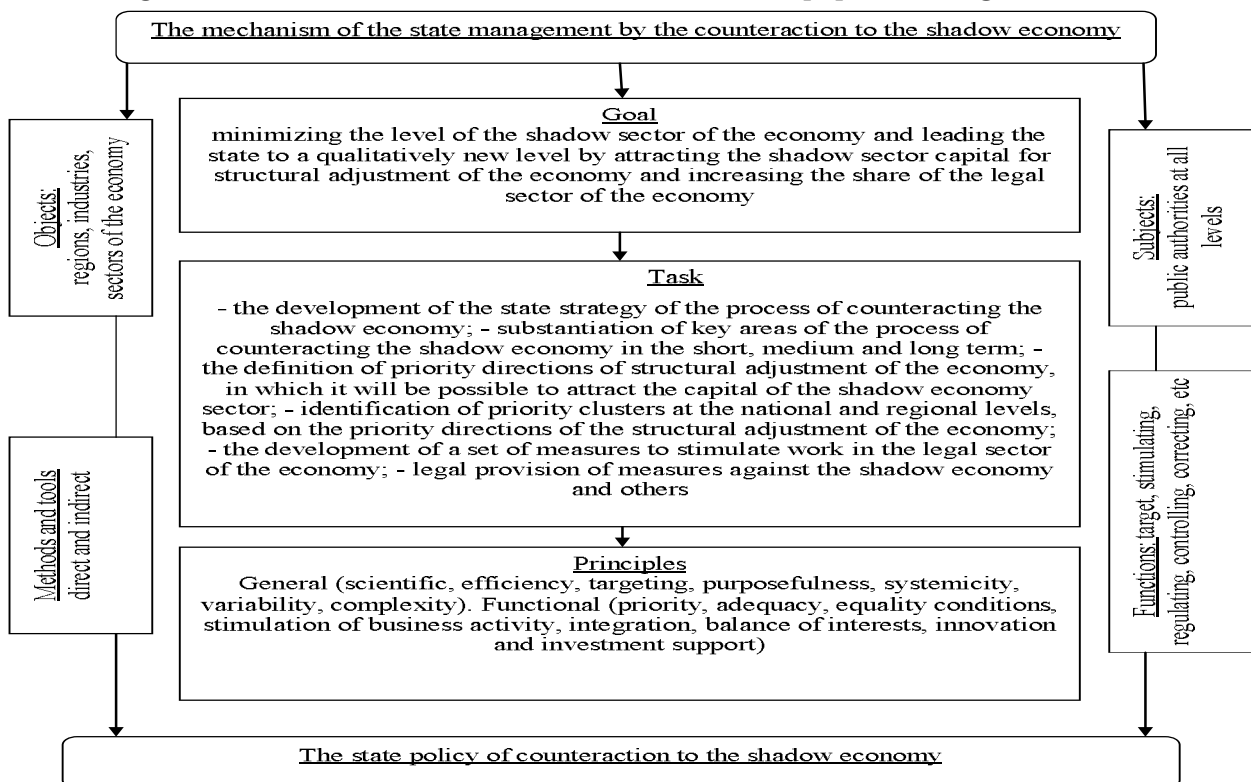 The mechanism of the state management by the counteraction to the shadow economy
Objects:
regions, industries,
sectors of the economy
Goal
minimizing the level of the shadow sector of the economy and leading the
state to a qualitatively new level by attracting the shadow sector capital for
structural adjustment of the economy and increasing the share of the legal
sector of the economy
Subjects:
public authorities at all
levels
Task
- the development of the state strategy of the process of counteracting the
shadow economy; - substantiation of key areas of the process of
counteracting the shadow economy in the short, medium and long term; -
the definition of priority directions of structural adjustment of the economy,
in which it will be possible to attract the capital of the shadow economy
sector; - identification of priority clusters at the national and regional levels,
based on the priority directions of the structural adjustment of the economy;
- the development of a set of measures to stimulate work in the legal sector
of the economy; - legal provision of measures against the shadow economy
and others
Methods and tools
direct and indirect
Principles
General (scientific, efficiency, targeting, purposefulness, systemicity,
variability, complexity). Functional (priority, adequacy, equality conditions,
stimulation of business activity, integration, balance of interests, innovation
and investment support)
Functions: target, stimulating,
regulating, controlling, correcting, etc
The state policy of counteraction to the shadow economy